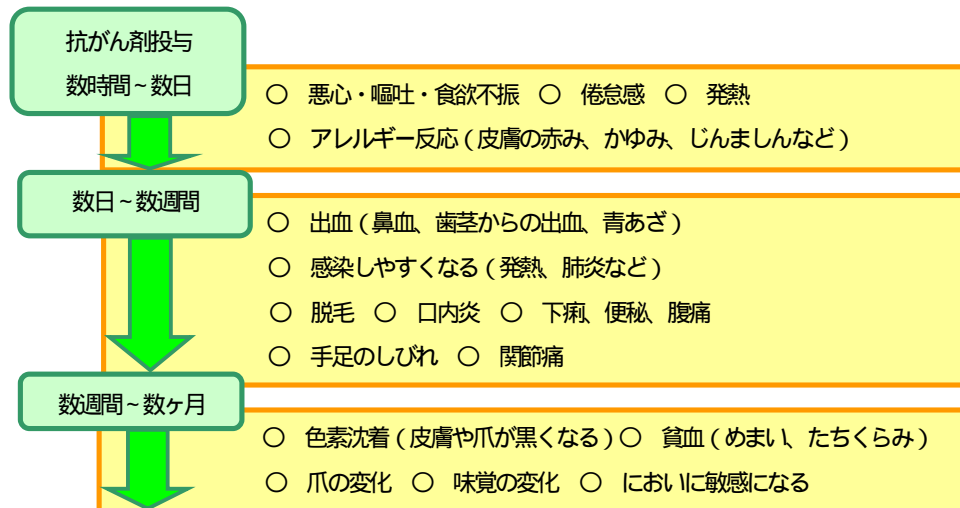 抗がん剤投与
数時間~数日
○ 悪心・嘔吐・食欲不振 ○ 倦怠感 ○ 発熱
○ アレルギー反応(皮膚の赤み、かゆみ、じんましんなど)
数日~数週間
○ 出血(鼻血、歯茎からの出血、青あざ)
○ 感染しやすくなる(発熱、肺炎など)
○ 脱毛 ○ 口内炎 ○ 下痢、便秘、腹痛
○ 手足のしびれ ○ 関節痛
数週間~数ヶ月
○ 色素沈着(皮膚や爪が黒くなる)○ 貧血(めまい、たちくらみ)
○ 爪の変化 ○ 味覚の変化 ○ においに敏感になる